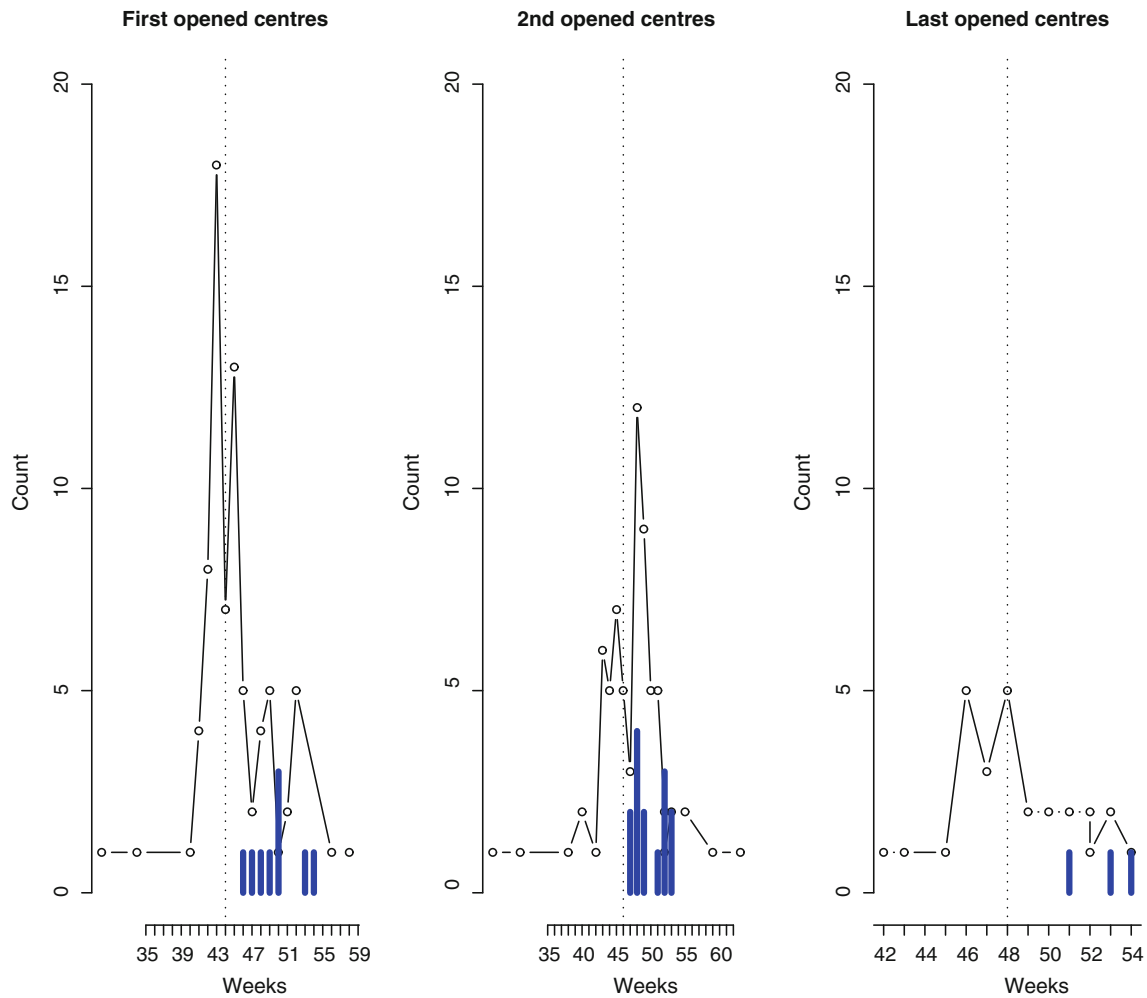 First opened centres
2nd opened centres
Last opened centres
20
15
10
5
0
Count
35 39 43 47 51 55 59
Weeks
20
15
10
5
0
Count
35 40 45 50 55 60
Weeks
20
15
10
5
0
Count
42 44 46 48 50 52 54
Weeks